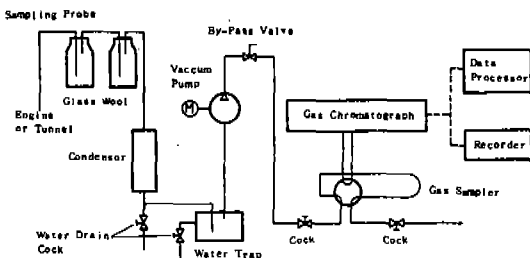 Sampling Probe
By-Pass Valve
Vaccum
Pump
M
Glass Wool
Engine
or Tunnel
Condensor
Water Drain
Cock
Water Trap
Gas Chromatograph
Data
Processor
Recorder
Gas Sampler
Cock
Cock